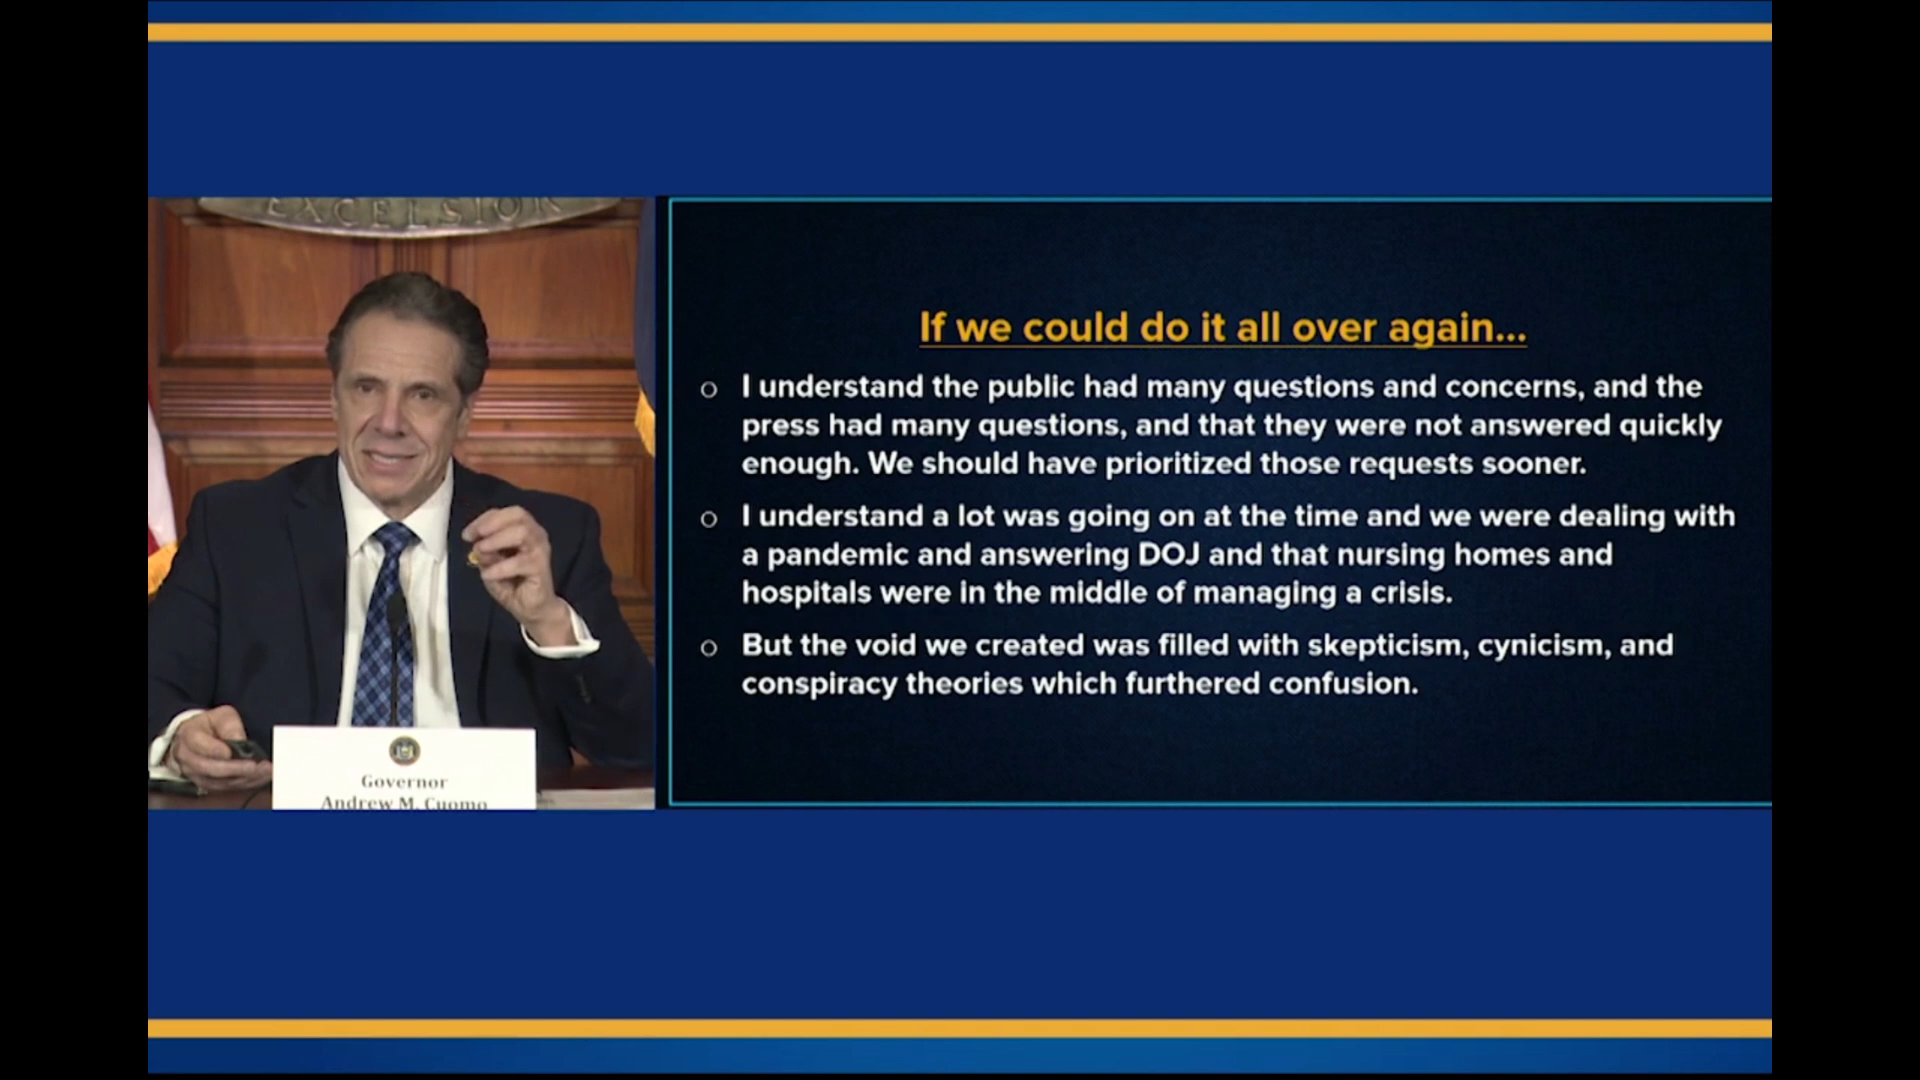 EXCELSIOR
If we could do it all over again...
o I understand the public had many questions and concerns, and the
press had many questions, and that they were not answered quickly
enough. We should have prioritized those requests sooner.
o I understand a lot was going on at the time and we were dealing with
a pandemic and answering DOJ and that nursing homes and
hospitals were in the middle of managing a crisis.
o But the void we created was filled with skepticism, cynicism, and
conspiracy theories which furthered confusion.
Governor
Andrew M. Cuomo